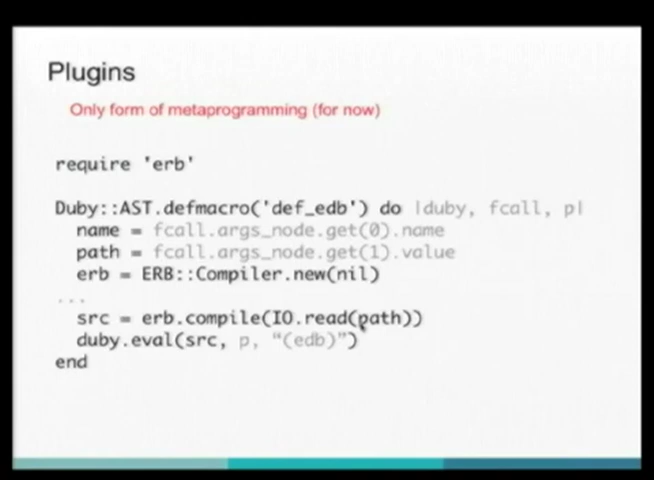 Plugins
Only form of metaprogramming (for now)
require 'erb'
Duby::AST.defmacro('def_edb') do |duby, fcall, p|
name = fcall.args_node.get(0).name
path = fcall.args_node.get(1).value
erb = ERB::Compiler.new(nil)
...
src = erb.compile(IO.read(path))
duby.eval(src, p, “(edb)”)
end